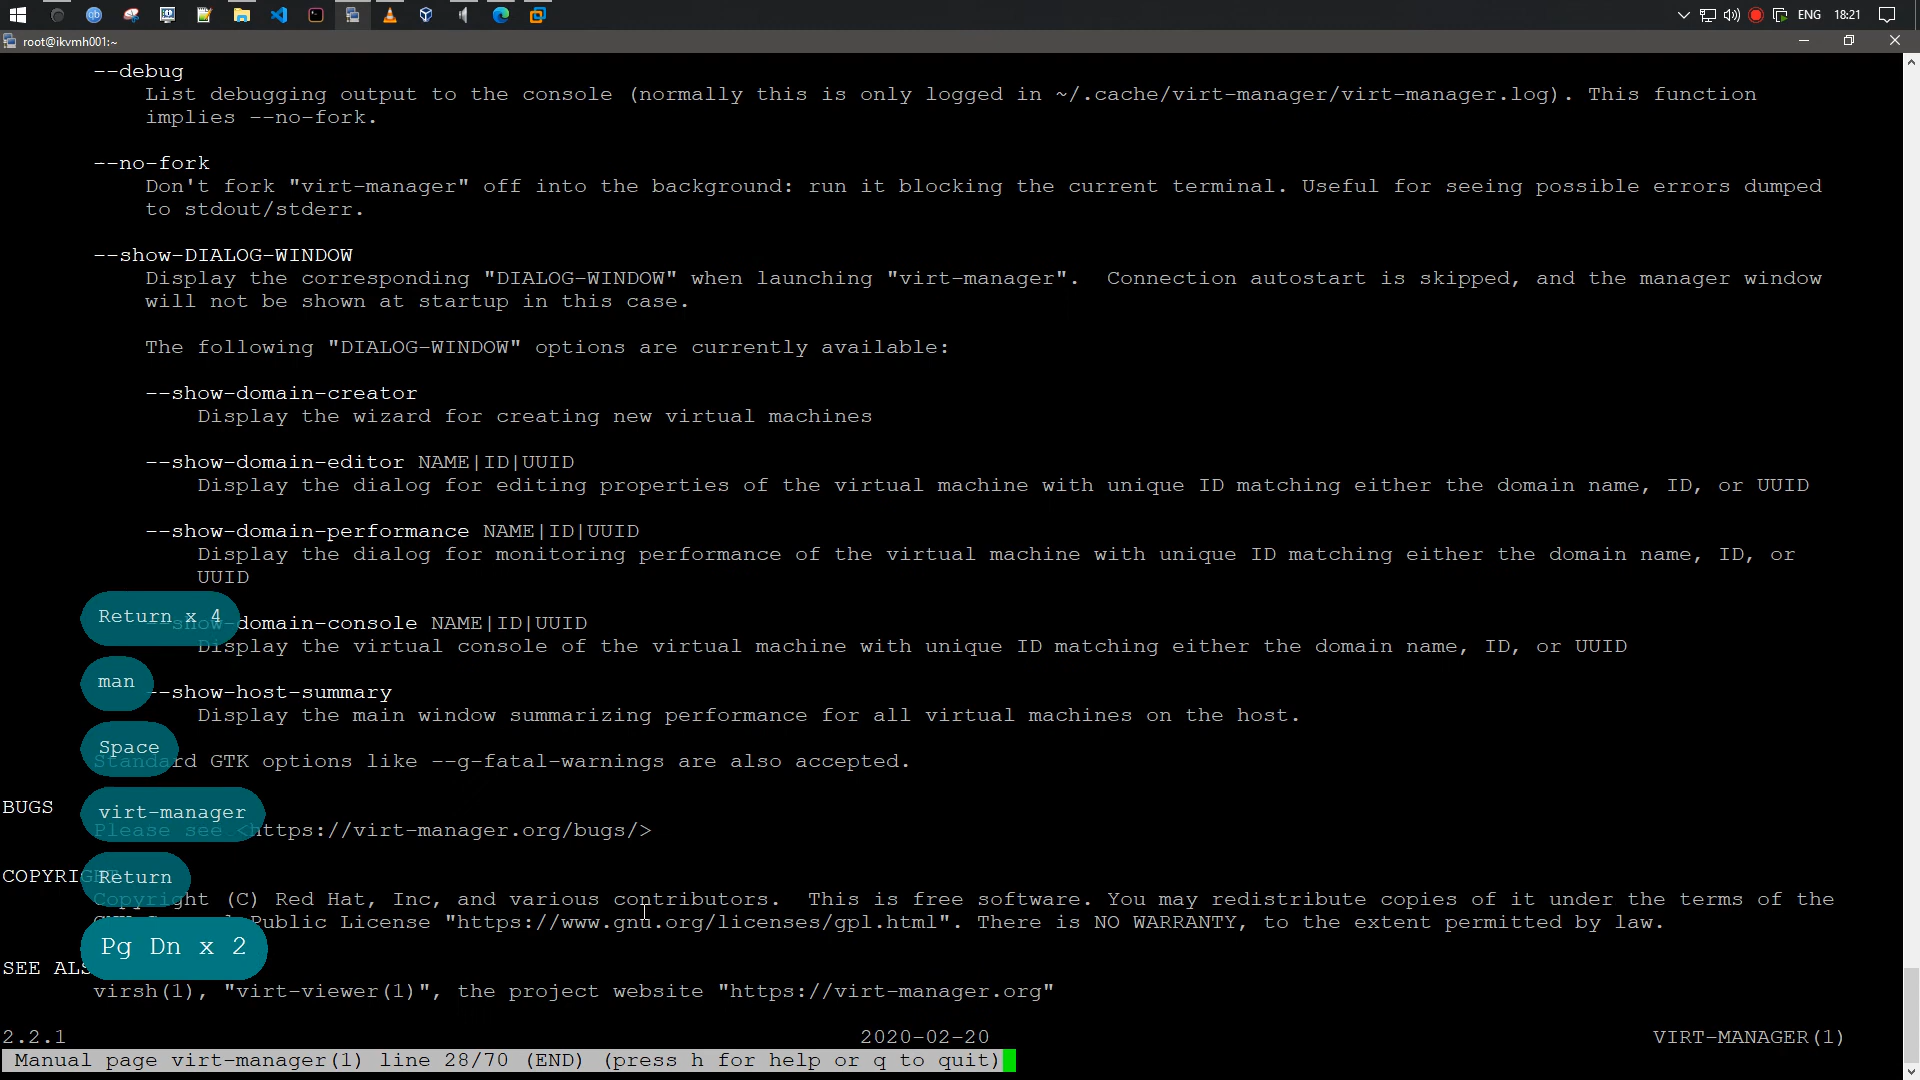 ENG 18:21
root@ikvmh001:~
--debug
List debugging output to the console (normally this is only logged in ~/.cache/virt-manager/virt-manager.log). This function
implies --no-fork.
--no-fork
Don't fork "virt-manager" off into the background: run it blocking the current terminal. Useful for seeing possible errors dumped
to stdout/stderr.
--show-DIALOG-WINDOW
Display the corresponding "DIALOG-WINDOW" when launching "virt-manager".  Connection autostart is skipped, and the manager window
will not be shown at startup in this case.
The following "DIALOG-WINDOW" options are currently available:
--show-domain-creator
Display the wizard for creating new virtual machines
--show-domain-editor NAME|ID|UUID
Display the dialog for editing properties of the virtual machine with unique ID matching either the domain name, ID, or UUID
--show-domain-performance NAME|ID|UUID
Display the dialog for monitoring performance of the virtual machine with unique ID matching either the domain name, ID, or
UUID
Return x 4
--show-domain-console NAME|ID|UUID
Display the virtual console of the virtual machine with unique ID matching either the domain name, ID, or UUID
man
--show-host-summary
Display the main window summarizing performance for all virtual machines on the host.
Space
Standard GTK options like --g-fatal-warnings are also accepted.
BUGS
virt-manager
Please see <https://virt-manager.org/bugs/>
COPYRIGHT
Return
Copyright (C) Red Hat, Inc, and various contributors.  This is free software. You may redistribute copies of it under the terms of the
Public License "https://www.gnu.org/licenses/gpl.html". There is NO WARRANTY, to the extent permitted by law.
Pg Dn x 2
SEE ALS
virsh(1), "virt-viewer(1)", the project website "https://virt-manager.org"
2.2.1 2020-02-20 VIRT-MANAGER(1)
Manual page virt-manager(1) line 28/70 (END) (press h for help or q to quit)